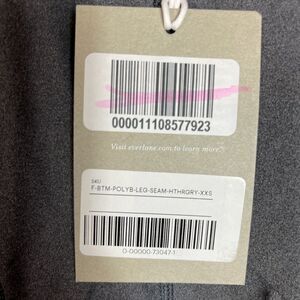 000011108577923
Visit everlane.com to learn more.
SKU
F-BTM-POLYB-LEG-SEAM-HTHRGRY-XXS
0-00000-73047-1